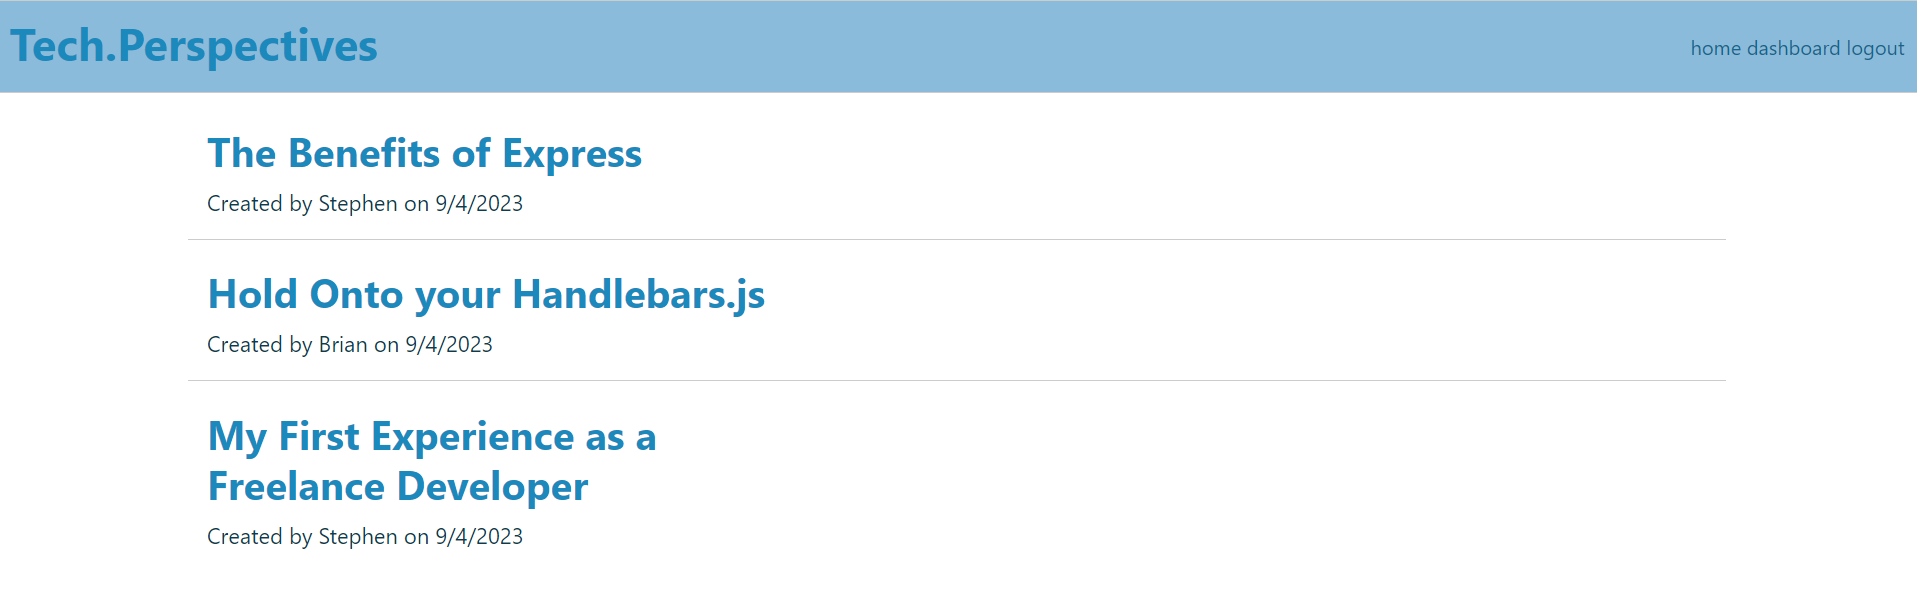 Tech.Perspectives
home dashboard logout
The Benefits of Express
Created by Stephen on 9/4/2023
Hold Onto your Handlebars.js
Created by Brian on 9/4/2023
My First Experience as a
Freelance Developer
Created by Stephen on 9/4/2023